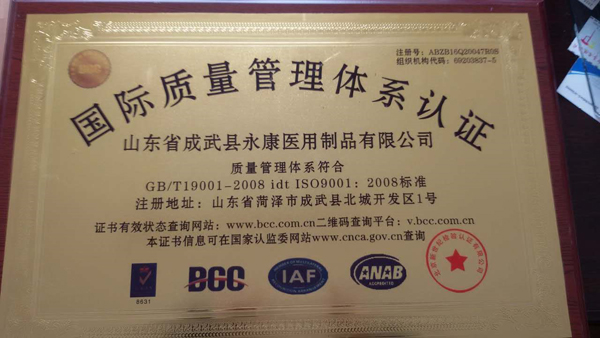 注册号：ABZB16Q20647R0S
组织机构代码：69203837-5
国际质量管理体系认证
山东省成武县永康医用制品有限公司
质量管理体系符合
GB/T19001-2008 idt ISO9001：2008标准
注册地址：山东省菏泽市成武县北城开发区1号
证书有效状态查询网站：www.bcc.com.cn二维码查询平台：v.bcc.com.cn
本证书信息可在国家认监委网站www.cnca.gov.cn查询
BCC
IAF
ANAB
ACCREDITED